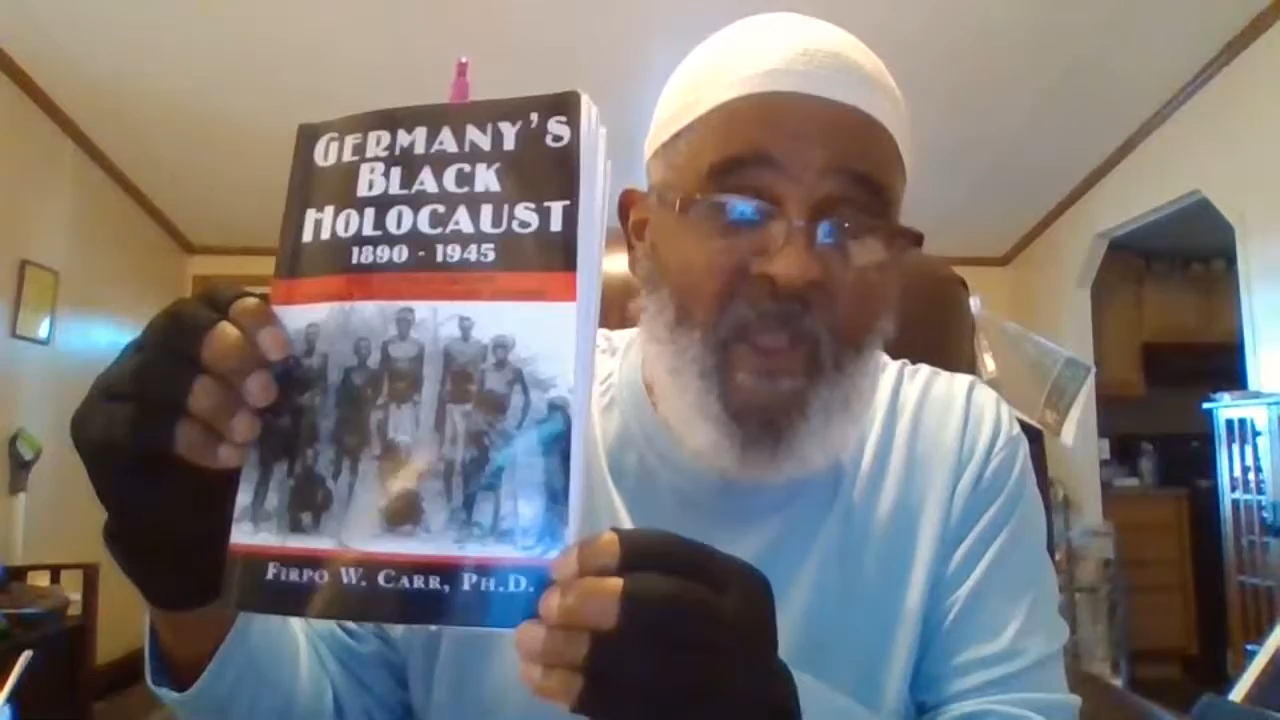 GERMANY'S
BLACK
HOLOCAUST
1890 - 1945
FIRPO W. CARR, PH.D.